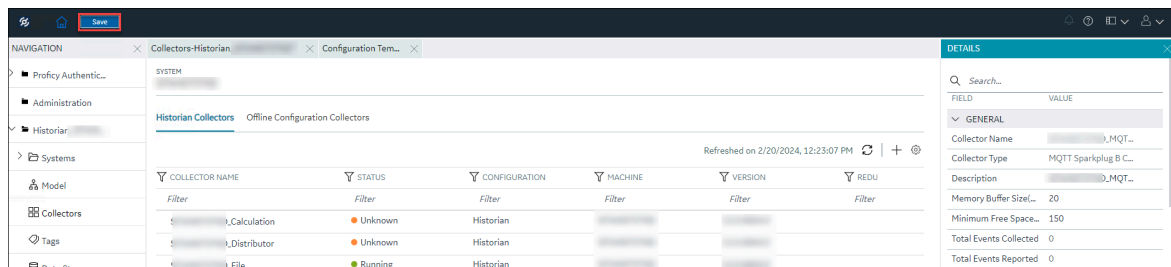 Save
NAVIGATION
Proficy Authentic...
Administration
Historian
Systems
Model
Collectors
Tags
Collectors-Historian
Configuration Tem...
SYSTEM
Historian Collectors
Offline Configuration Collectors
Refreshed on 2/20/2024, 12:23:07 PM
COLLECTOR NAME STATUS CONFIGURATION MACHINE VERSION REDU
Filter Filter Filter Filter Filter Filter
_Calculation Unknown Historian
_Distributor Unknown Historian
_File Running Historian
DETAILS
Search...
FIELD VALUE
GENERAL
Collector Name _MQT...
Collector Type MQTT Sparkplug B C...
Description _MQT...
Memory Buffer Size(... 20
Minimum Free Space... 150
Total Events Collected 0
Total Events Reported 0